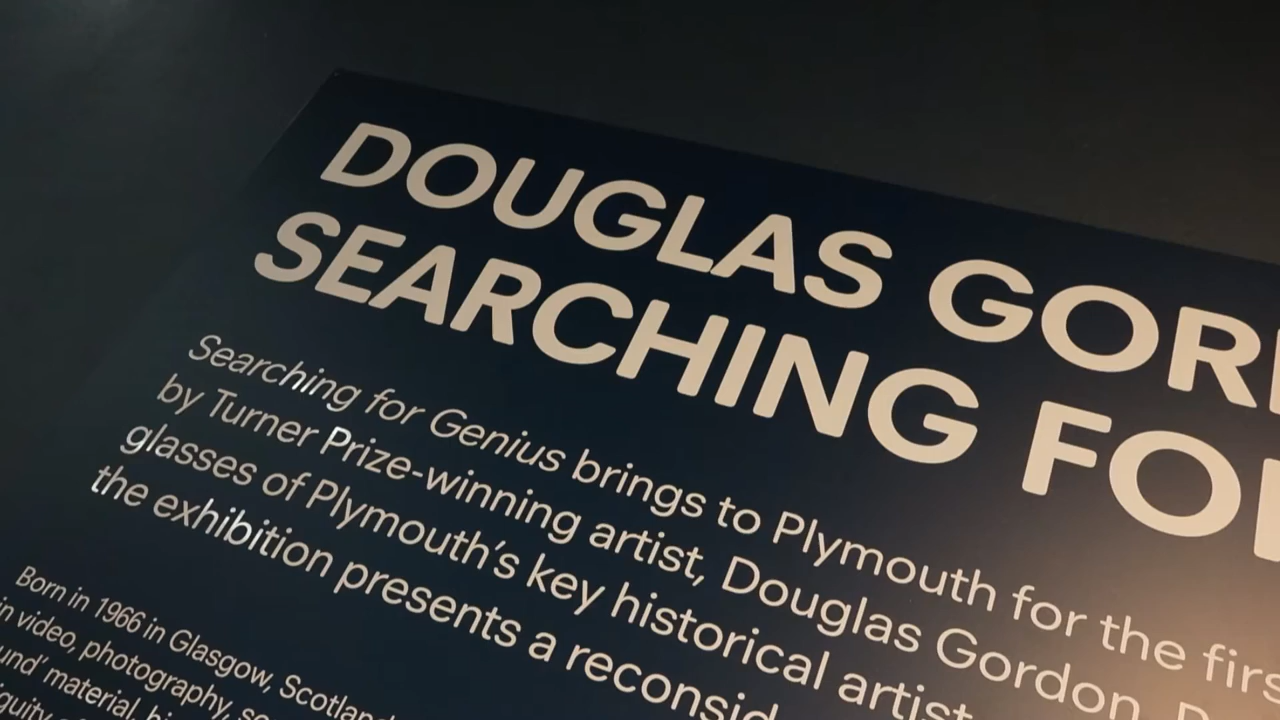 DOUGLAS GOR
SEARCHING FO
Searching for Genius brings to Plymouth for the firs
by Turner Prize-winning artist, Douglas Gordon.
glasses of Plymouth's key historical artist
the exhibition presents a reconsid
Born in 1966 in Glasgow, Scotland
in video, photography,
und' material,